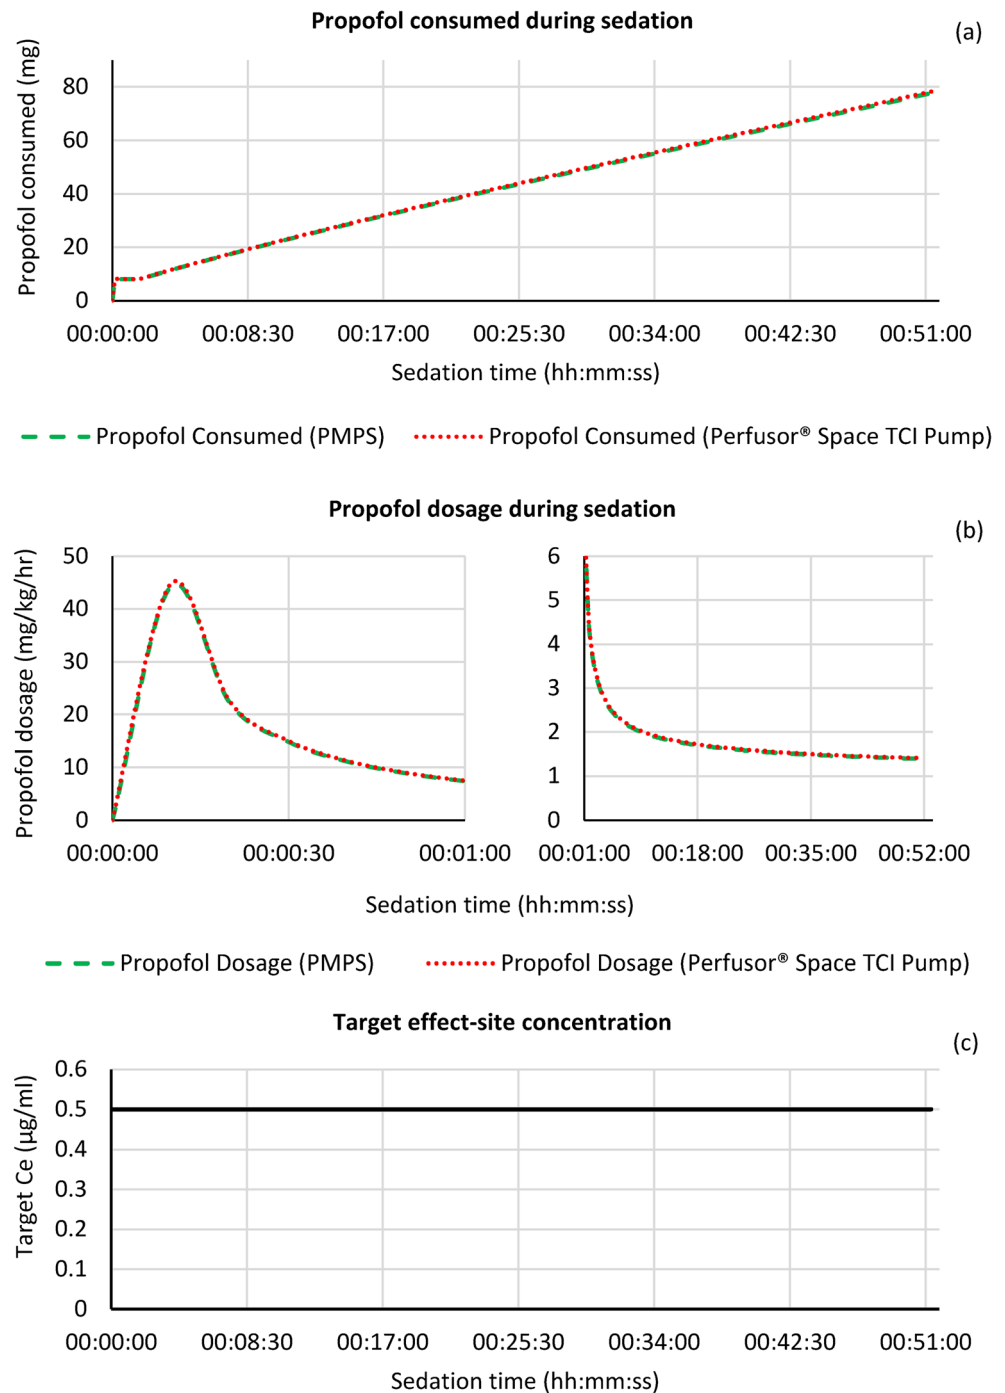 Propofol consumed during sedation
(a)
Propofol consumed (mg)
80
60
40
20
0
00:00:00 00:08:30 00:17:00 00:25:30 00:34:00 00:42:30 00:51:00
Sedation time (hh:mm:ss)
Propofol Consumed (PMPS) Propofol Consumed (Perfusor® Space TCI Pump)
Propofol dosage during sedation
(b)
Propofol dosage (mg/kg/hr)
50
40
30
20
10
0
00:00:00 00:00:30 00:01:00
6
5
4
3
2
1
0
00:01:00 00:18:00 00:35:00 00:52:00
Sedation time (hh:mm:ss)
Propofol Dosage (PMPS) Propofol Dosage (Perfusor® Space TCI Pump)
Target effect-site concentration
(c)
Target Ce (µg/ml)
0.6
0.5
0.4
0.3
0.2
0.1
0
00:00:00 00:08:30 00:17:00 00:25:30 00:34:00 00:42:30 00:51:00
Sedation time (hh:mm:ss)